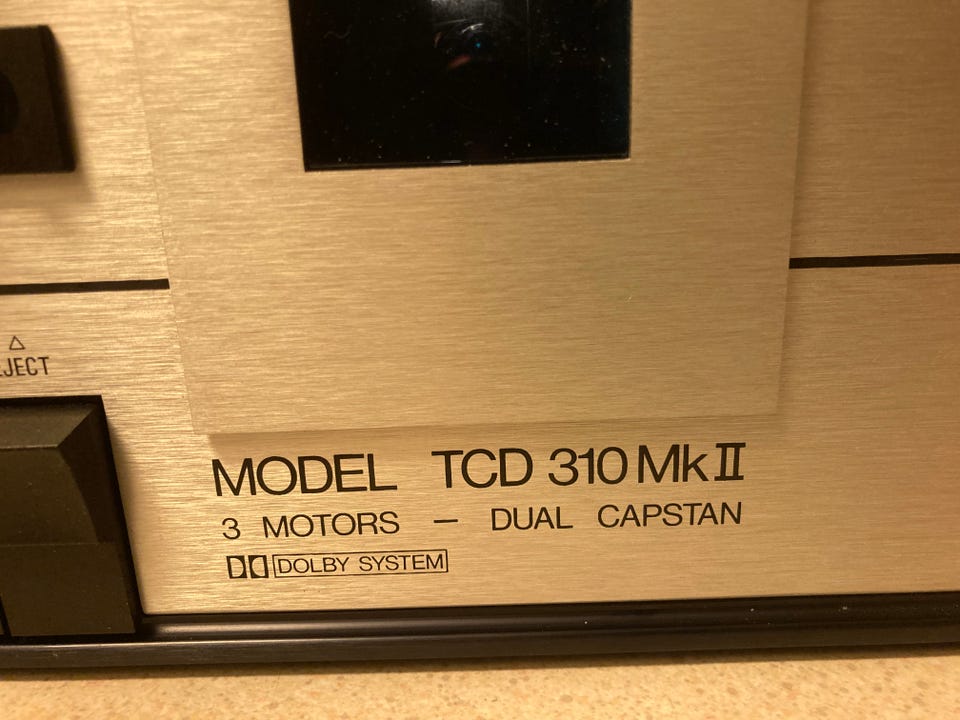 JECT
MODEL TCD 310 Mk II
3 MOTORS — DUAL CAPSTAN
DOLBY SYSTEM